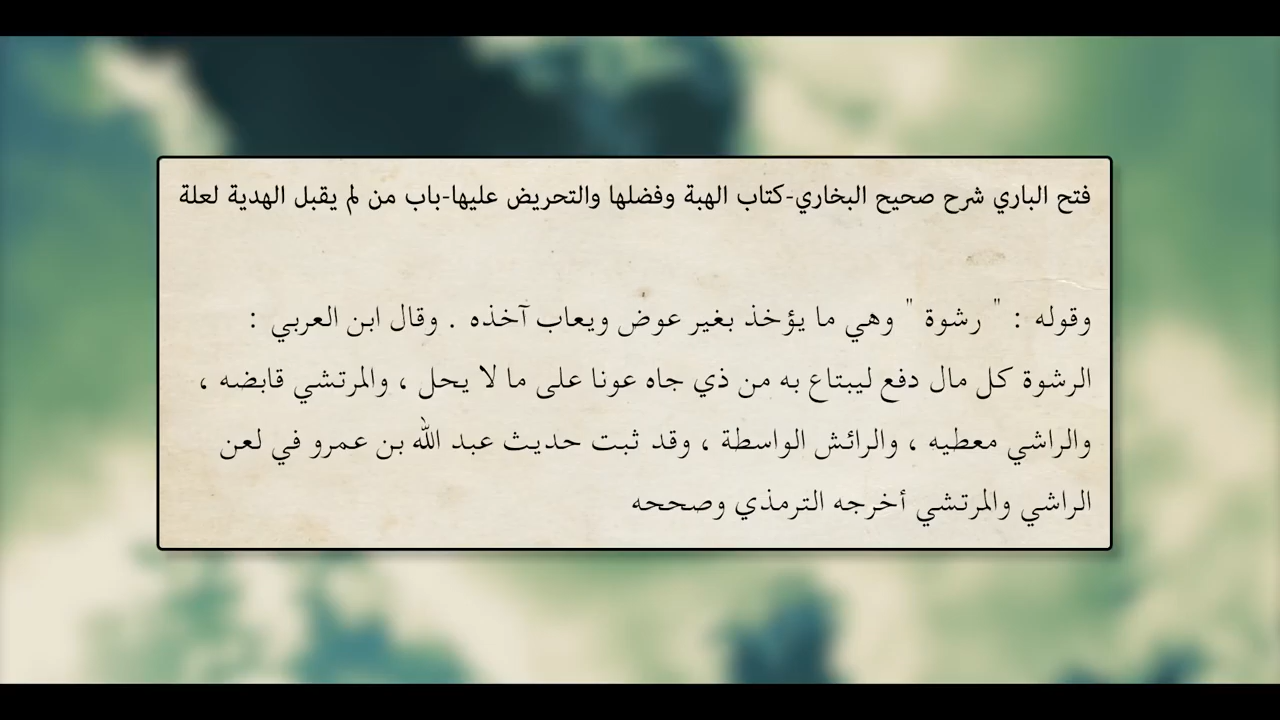 فتح الباري شرح صحيح البخاري-كتاب الهبة وفضلها والتحريض عليها-باب من لم يقبل الهدية لعلة
وقوله : " رشوة " وهي ما يؤخذ بغير عوض ويعاب آخذه . وقال ابن العربي :
الرشوة كل مال دفع ليبتاع به من ذي جاه عونا على ما لا يحل ، والمرتشي قابضه ،
والراشي معطيه ، والرائش الواسطة ، وقد ثبت حديث عبد الله بن عمرو في لعن
الراشي والمرتشي أخرجه الترمذي وصححه